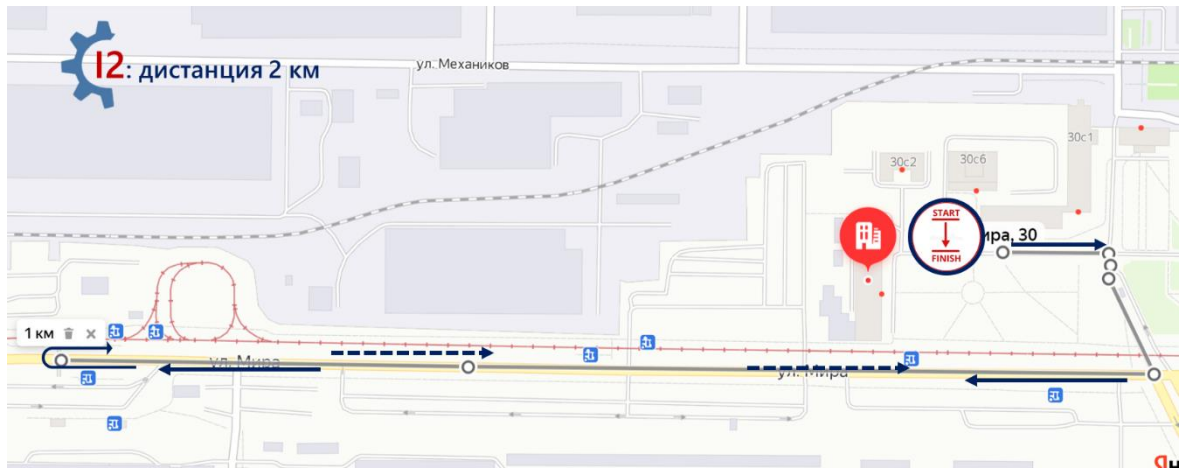 I2: дистанция 2 км
ул. Механиков
30с1
30с2
30с6
START
FINISH
ира, 30
1 км
ул. Мира
ул. Мира
Ян